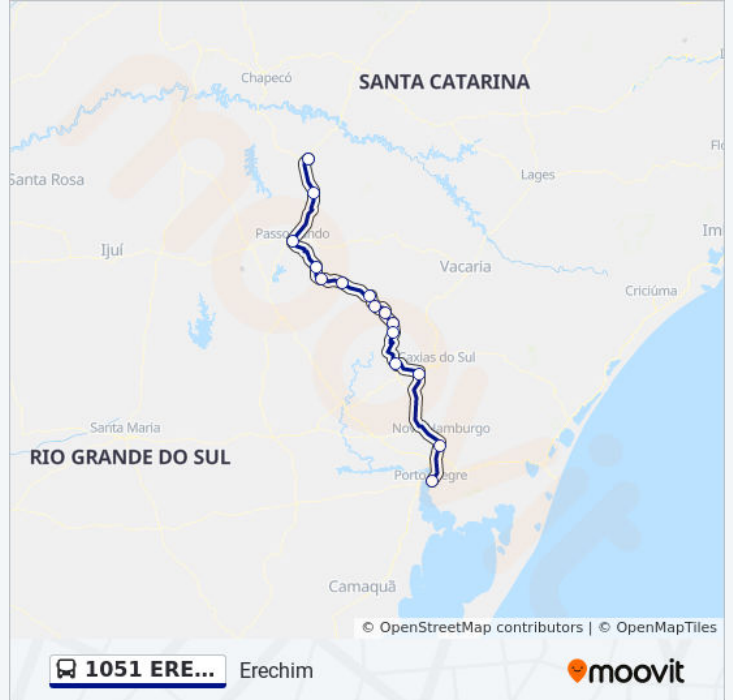 Chapecó
SANTA CATARINA
Santa Rosa
Lages
Passo Fundo
Ijuí
Im
Vacaria
Criciúma
Caxias do Sul
Santa Maria
Novo Hamburgo
RIO GRANDE DO SUL
Porto Alegre
Camaquã
© OpenStreetMap contributors | © OpenMapTiles
1051 ERE... Erechim
moovit